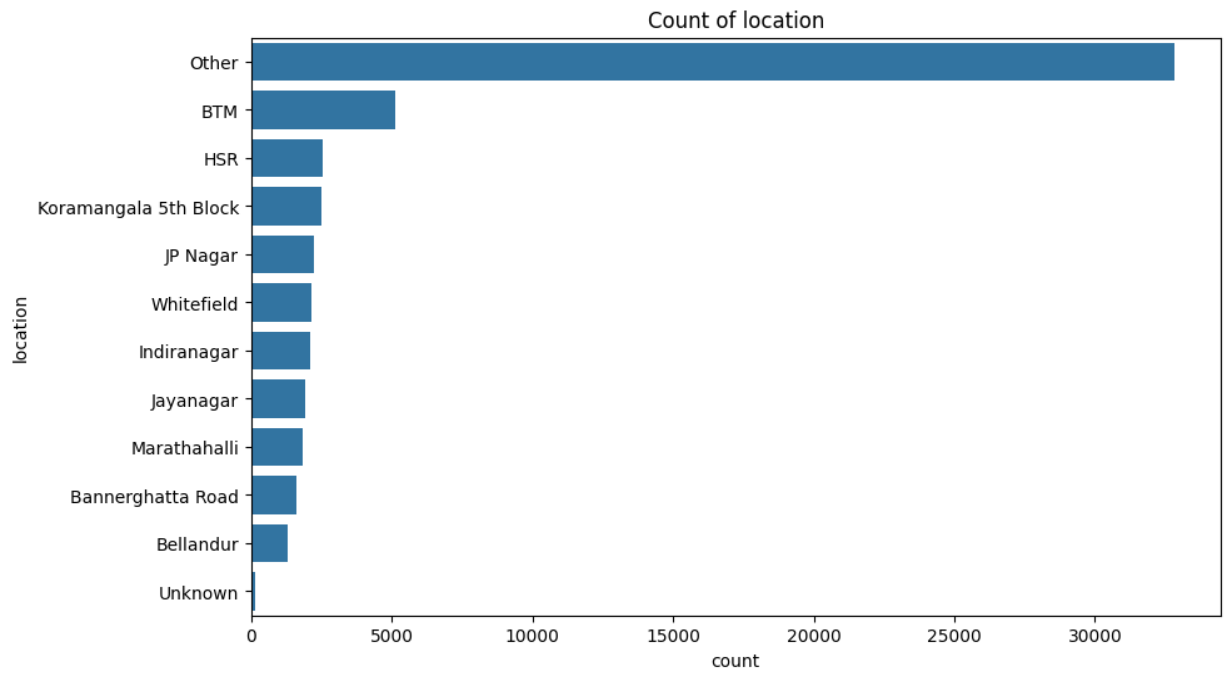 Count of location
Other
BTM
HSR
Koramangala 5th Block
JP Nagar
Whitefield
Indiranagar
Jayanagar
Marathahalli
Bannerghatta Road
Bellandur
Unknown
location
0 5000 10000 15000 20000 25000 30000
count